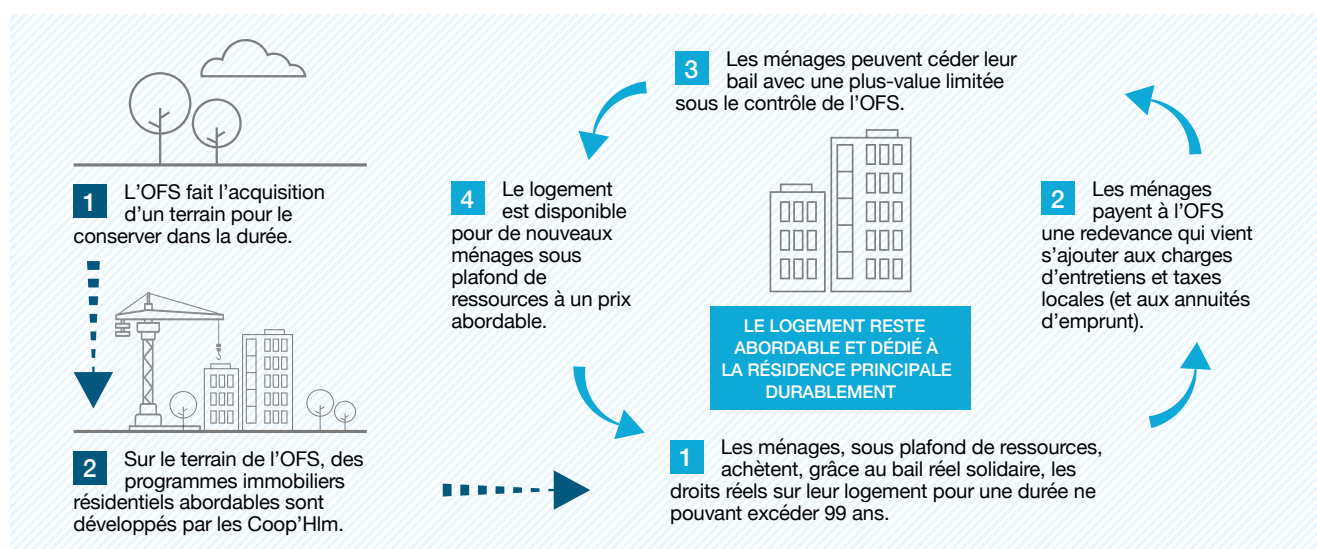 1 L'OFS fait l'acquisition
d'un terrain pour le
conserver dans la durée.
2 Sur le terrain de l'OFS, des
programmes immobiliers
résidentiels abordables sont
développés par les Coop'Hlm.
1 Les ménages, sous plafond de ressources,
achètent, grâce au bail réel solidaire, les
droits réels sur leur logement pour une durée ne
pouvant excéder 99 ans.
2 Les ménages
payent à l'OFS
une redevance qui vient
s'ajouter aux charges
d'entretiens et taxes
locales (et aux annuités
d'emprunt).
3 Les ménages peuvent céder leur
bail avec une plus-value limitée
sous le contrôle de l'OFS.
4 Le logement
est disponible
pour de nouveaux
ménages sous
plafond de
ressources à un prix
abordable.
LE LOGEMENT RESTE
ABORDABLE ET DÉDIÉ À
LA RÉSIDENCE PRINCIPALE
DURABLEMENT